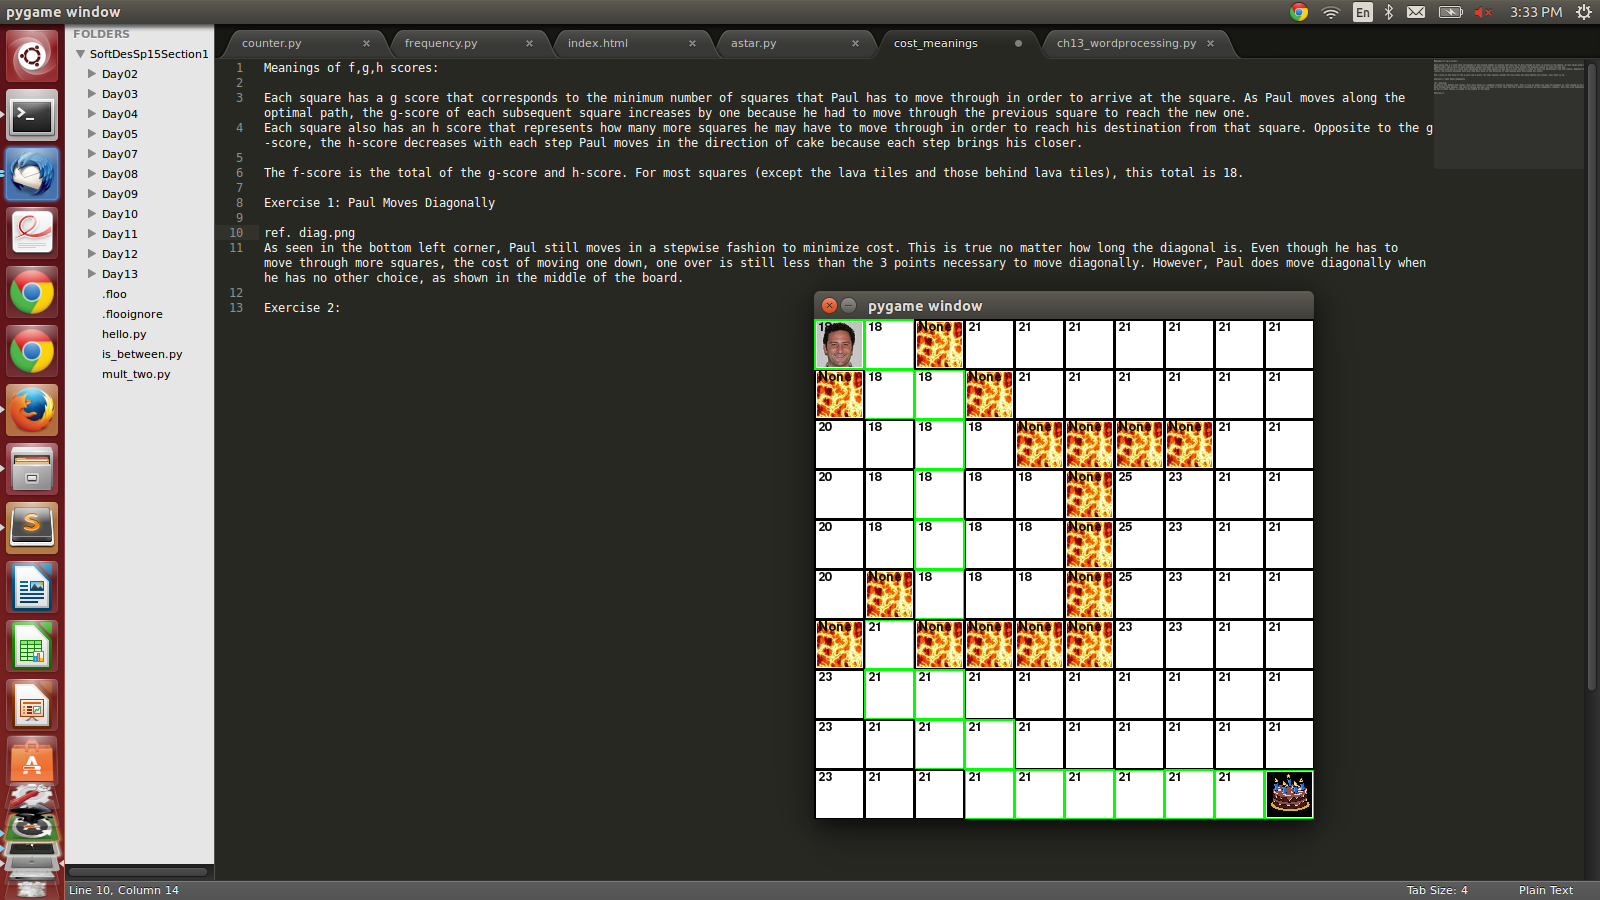 pygame window
En
3:33 PM
FOLDERS
SoftDesSp15Section1
Day02
Day03
Day04
Day05
Day07
Day08
Day09
Day10
Day11
Day12
Day13
.floo
.flooignore
hello.py
is_between.py
mult_two.py
counter.py
frequency.py
index.html
astar.py
cost_meanings
ch13_wordprocessing.py
1 Meanings of f,g,h scores:
2
3 Each square has a g score that corresponds to the minimum number of squares that Paul has to move through in order to arrive at the square. As Paul moves along the
optimal path, the g-score of each subsequent square increases by one because he had to move through the previous square to reach the new one.
4 Each square also has an h score that represents how many more squares he may have to move through in order to reach his destination from that square. Opposite to the g
-score, the h-score decreases with each step Paul moves in the direction of cake because each step brings his closer.
5
6 The f-score is the total of the g-score and h-score. For most squares (except the lava tiles and those behind lava tiles), this total is 18.
7
8 Exercise 1: Paul Moves Diagonally
9
10 ref. diag.png
11 As seen in the bottom left corner, Paul still moves in a stepwise fashion to minimize cost. This is true no matter how long the diagonal is. Even though he has to
move through more squares, the cost of moving one down, one over is still less than the 3 points necessary to move diagonally. However, Paul does move diagonally when
he has no other choice, as shown in the middle of the board.
12
13 Exercise 2:
pygame window
18 18 None 21 21 21 21 21 21 21
None 18 18 None 21 21 21 21 21 21
20 18 18 18 None None None None 21 21
20 18 18 18 18 None 25 23 21 21
20 18 18 18 18 None 25 23 21 21
20 None 18 18 18 None 25 23 21 21
None 21 None None None None 23 23 21 21
23 21 21 21 21 21 21 21 21 21
23 21 21 21 21 21 21 21 21 21
23 21 21 21 21 21 21 21 21
Line 10, Column 14
Tab Size: 4
Plain Text